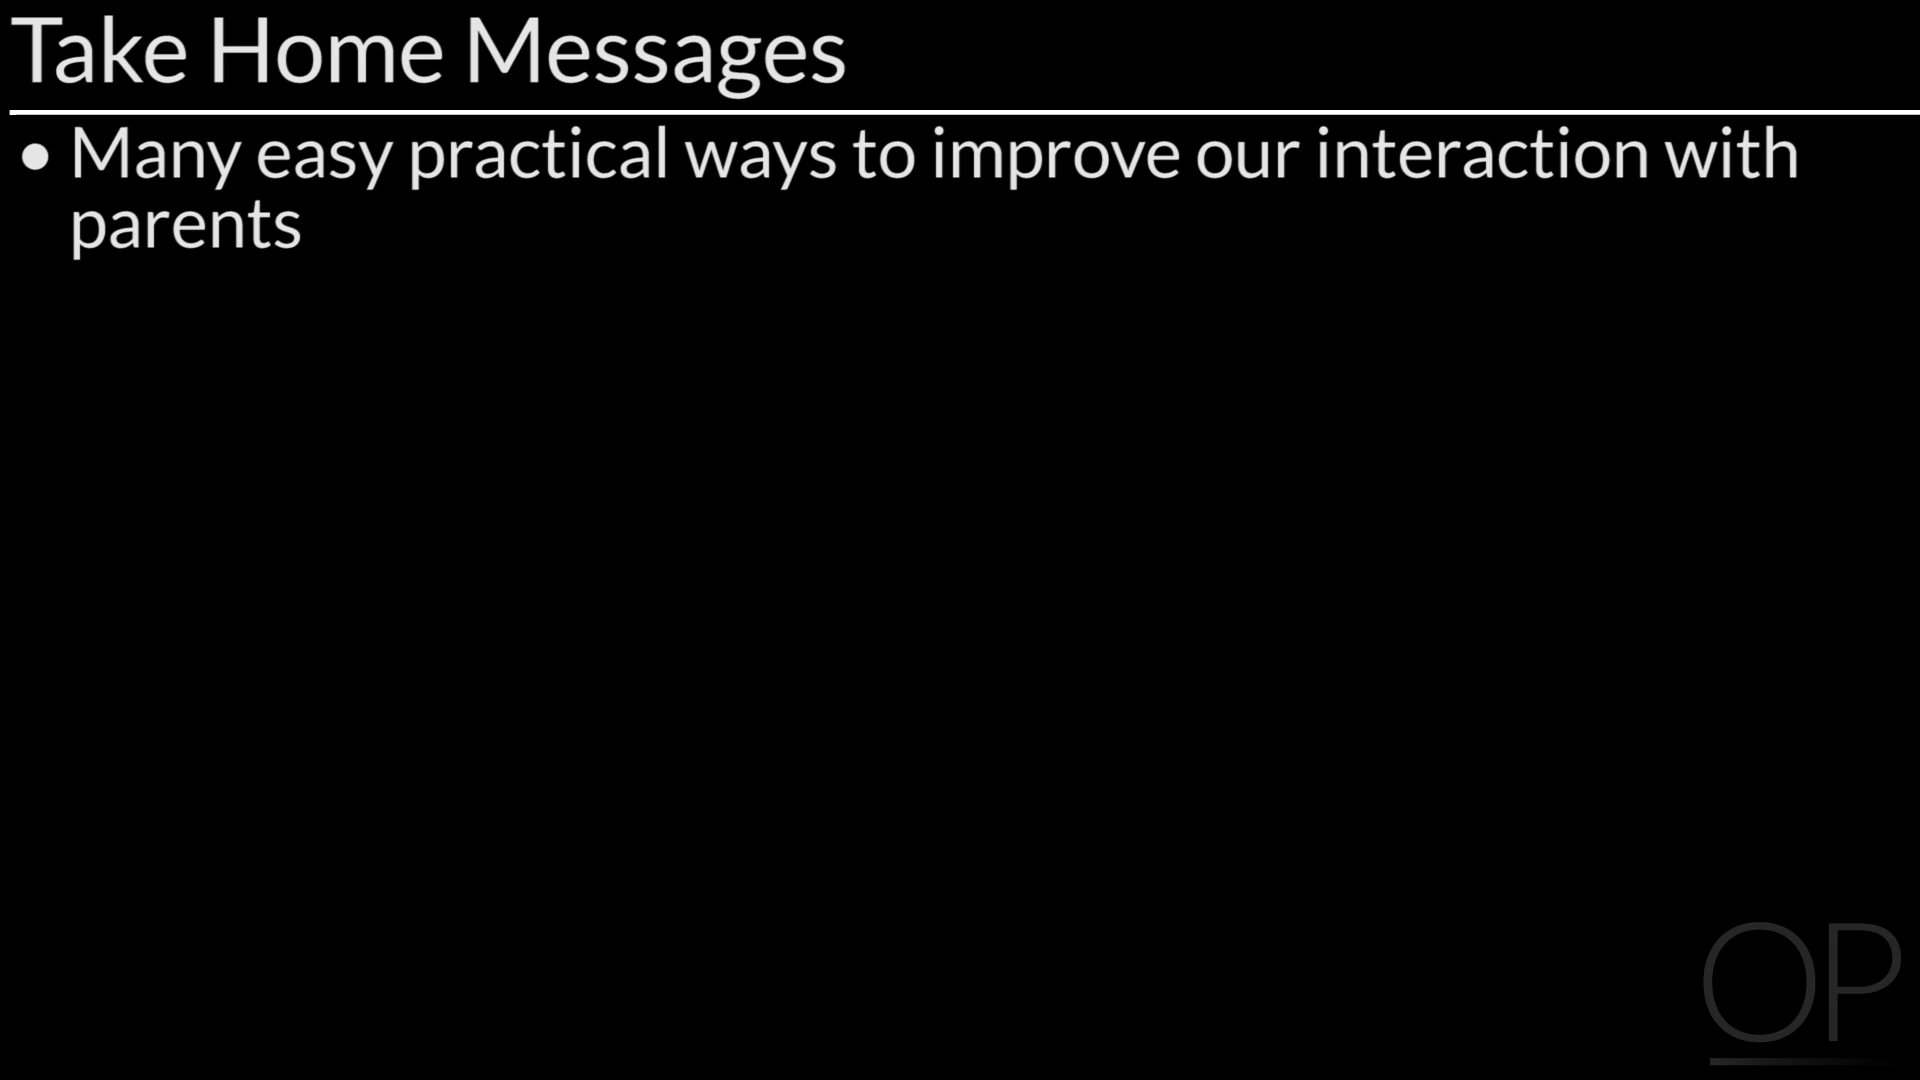 Take Home Messages
• Many easy practical ways to improve our interaction with
parents
OP